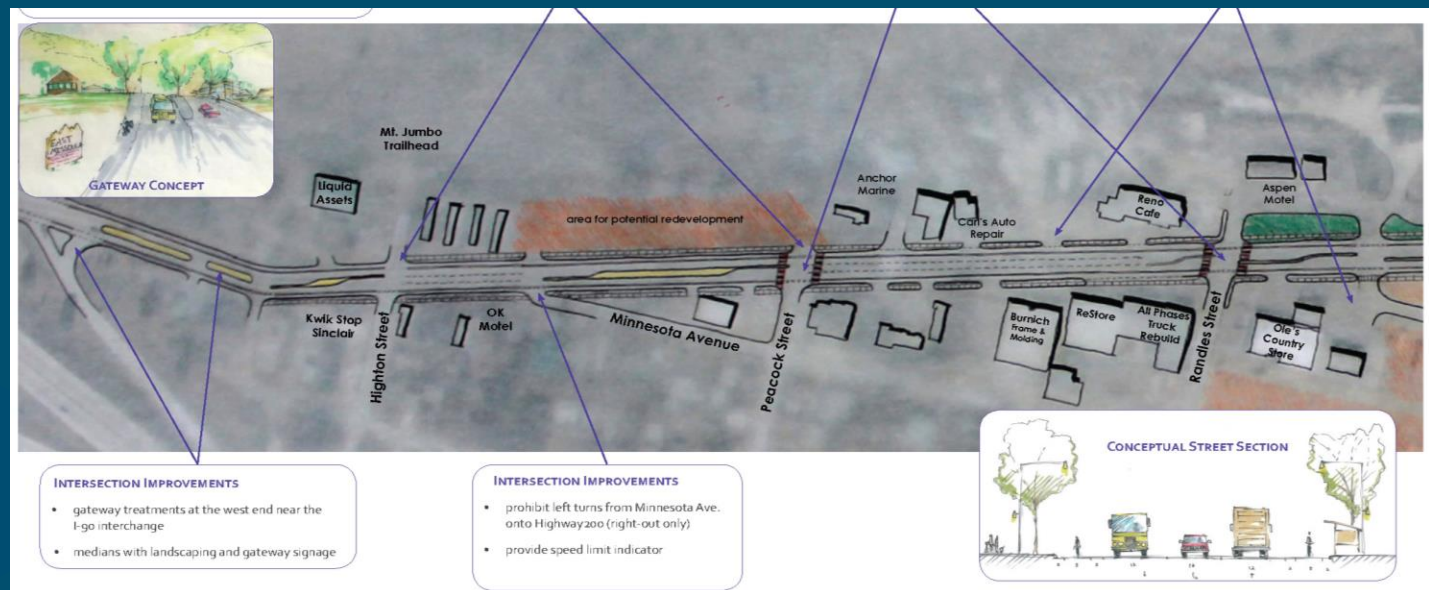 EAST
GATEWAY CONCEPT
Mt. Jumbo
Trailhead
Liquid
Assets
area for potential redevelopment
Anchor
Marine
Carl's Auto
Repair
Reno
Cafe
Aspen
Motel
Kwik Stop
Sinclair
Highton Street
OK
Motel
Minnesota Avenue
Peacock Street
Burnich
Frame &
Molding
ReStore
All Phases
Truck
Rebuild
Randles Street
Ole's
Country
Store
INTERSECTION IMPROVEMENTS
• gateway treatments at the west end near the
I-90 interchange
• medians with landscaping and gateway signage
INTERSECTION IMPROVEMENTS
• prohibit left turns from Minnesota Ave.
onto Highway 200 (right-out only)
• provide speed limit indicator
CONCEPTUAL STREET SECTION